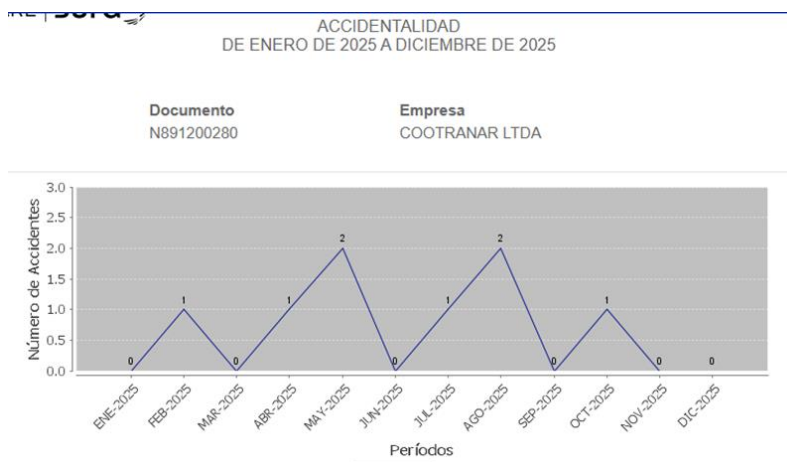 ACCIDENTALIDAD
DE ENERO DE 2025 A DICIEMBRE DE 2025
Documento Empresa
N891200280 COOTRANAR LTDA
Número de Accidentes
3.0
2.5
2.0
1.5
1.0
0.5
0.0
0 1 0 1 2 0 1 2 0 1 0 0
ENE-2025 FEB-2025 MAR-2025 ABR-2025 MAY-2025 JUN-2025 JUL-2025 AGO-2025 SEP-2025 OCT-2025 NOV-2025 DIC-2025
Períodos